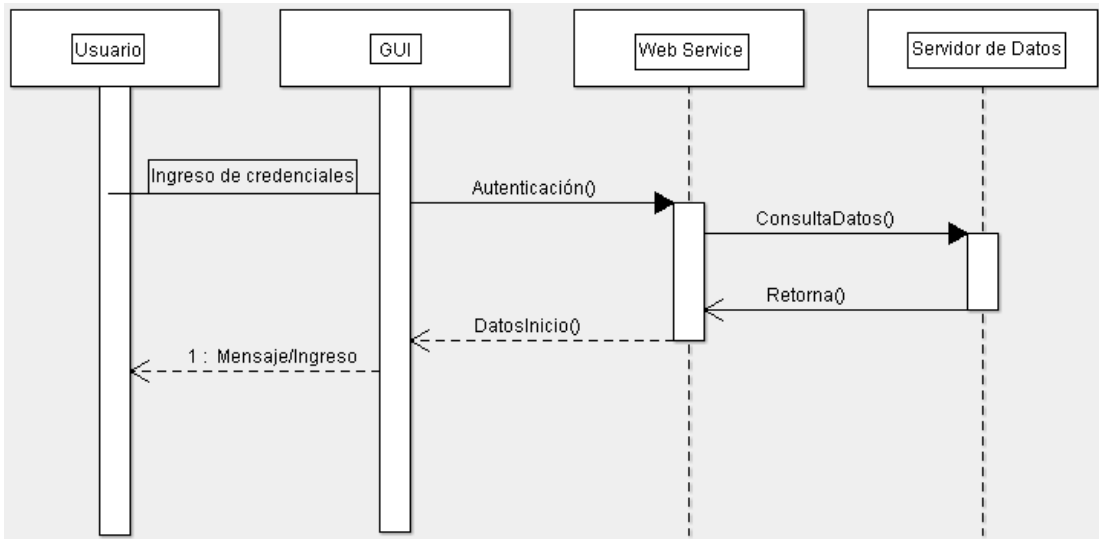 Usuario
GUI
Web Service
Servidor de Datos
Ingreso de credenciales
Autenticación()
ConsultaDatos()
Retorna()
DatosInicio()
1 : Mensaje/Ingreso